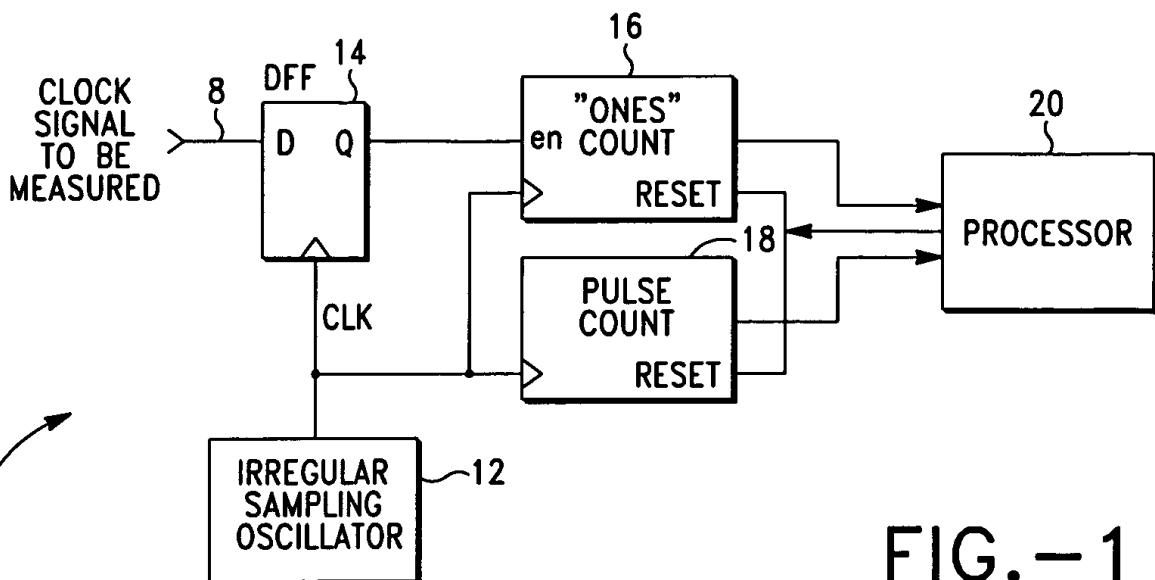 CLOCK
SIGNAL
TO BE
MEASURED
8
DFF
14
D
Q
CLK
16
"ONES"
COUNT
en
RESET
18
PULSE
COUNT
RESET
20
PROCESSOR
IRREGULAR
SAMPLING
OSCILLATOR
12
FIG.-1